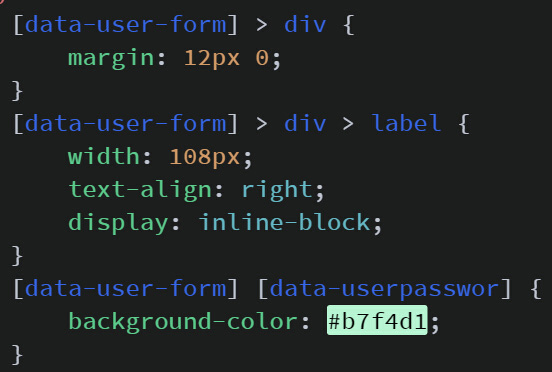 [data-user-form] > div {
    margin: 12px 0;
}
[data-user-form] > div > label {
    width: 108px;
    text-align: right;
    display: inline-block;
}
[data-user-form] [data-userpasswor] {
    background-color: #b7f4d1;
}